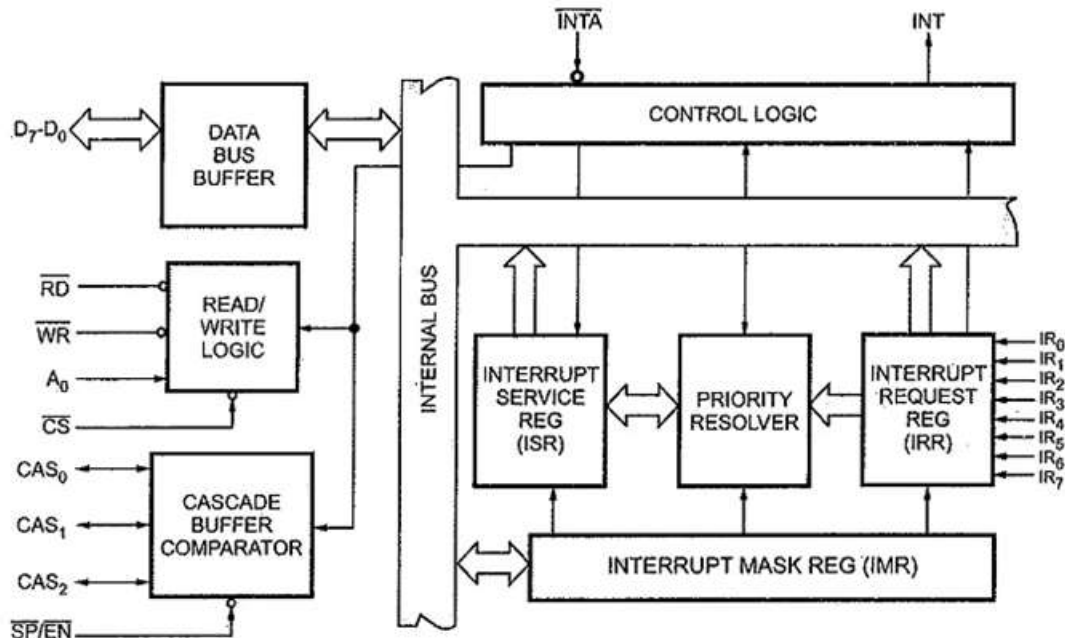 INTA
INT
D7-D0
DATA
BUS
BUFFER
CONTROL LOGIC
RD
WR
A0
CS
READ/
WRITE
LOGIC
INTERNAL BUS
INTERRUPT
SERVICE
REG
(ISR)
PRIORITY
RESOLVER
INTERRUPT
REQUEST
REG
(IRR)
IR0
IR1
IR2
IR3
IR4
IR5
IR6
IR7
CAS0
CAS1
CAS2
SP/EN
CASCADE
BUFFER
COMPARATOR
INTERRUPT MASK REG (IMR)